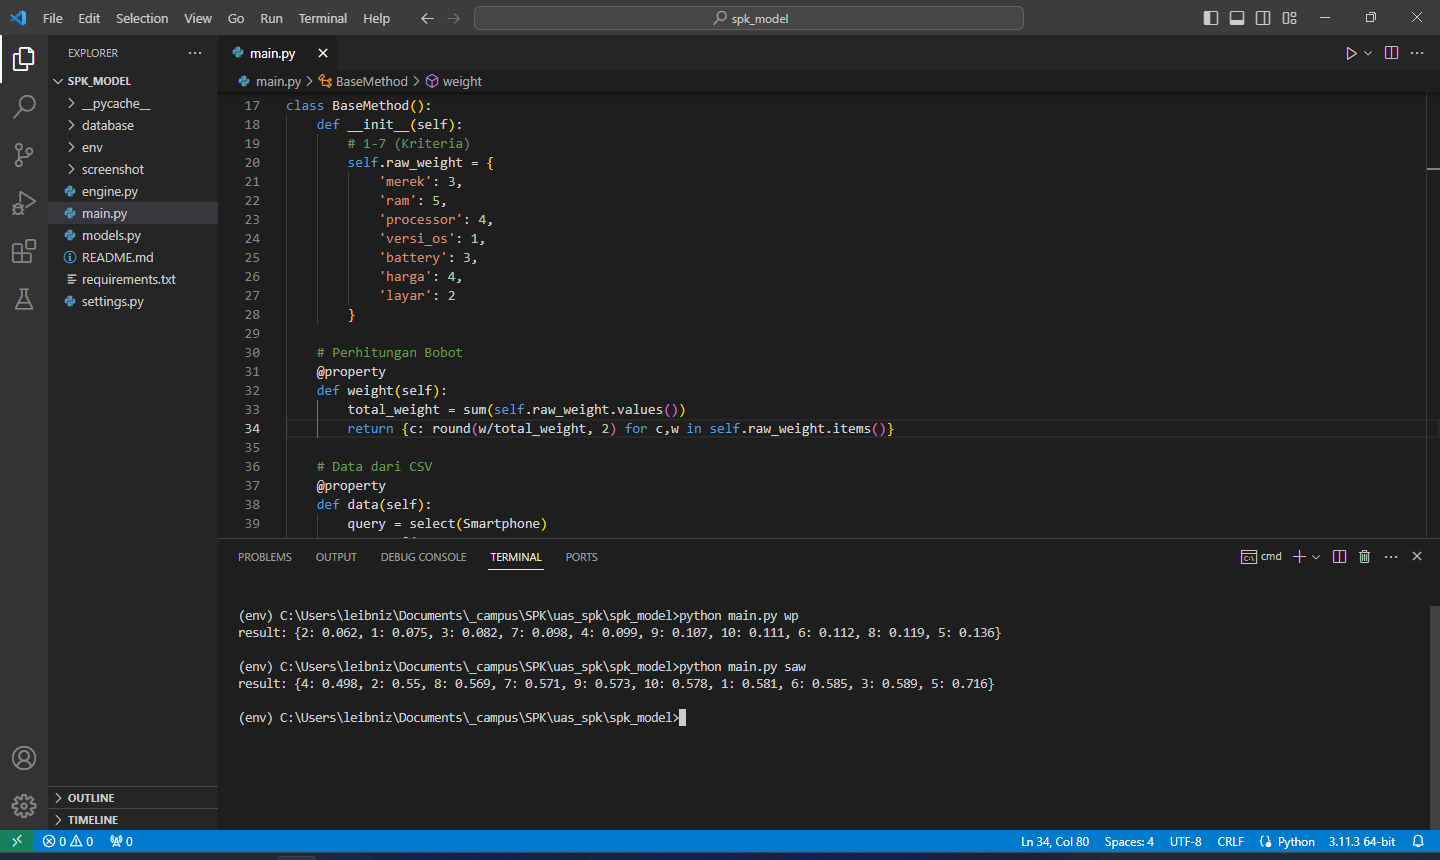 File Edit Selection View Go Run Terminal Help
spk_model
EXPLORER
SPK_MODEL
__pycache__
database
env
screenshot
engine.py
main.py
models.py
README.md
requirements.txt
settings.py
OUTLINE
TIMELINE
main.py
main.py > BaseMethod > weight
17 class BaseMethod():
18     def __init__(self):
19         # 1-7 (Kriteria)
20         self.raw_weight = {
21             'merek': 3,
22             'ram': 5,
23             'processor': 4,
24             'versi_os': 1,
25             'battery': 3,
26             'harga': 4,
27             'layar': 2
28         }
29
30     # Perhitungan Bobot
31     @property
32     def weight(self):
33         total_weight = sum(self.raw_weight.values())
34         return {c: round(w/total_weight, 2) for c,w in self.raw_weight.items()}
35
36     # Data dari CSV
37     @property
38     def data(self):
39         query = select(Smartphone)
PROBLEMS OUTPUT DEBUG CONSOLE TERMINAL PORTS
cmd
(env) C:\Users\leibniz\Documents\_campus\SPK\uas_spk\spk_model>python main.py wp
result: {2: 0.062, 1: 0.075, 3: 0.082, 7: 0.098, 4: 0.099, 9: 0.107, 10: 0.111, 6: 0.112, 8: 0.119, 5: 0.136}
(env) C:\Users\leibniz\Documents\_campus\SPK\uas_spk\spk_model>python main.py saw
result: {4: 0.498, 2: 0.55, 8: 0.569, 7: 0.571, 9: 0.573, 10: 0.578, 1: 0.581, 6: 0.585, 3: 0.589, 5: 0.716}
(env) C:\Users\leibniz\Documents\_campus\SPK\uas_spk\spk_model>
0 0 0
Ln 34, Col 80 Spaces: 4 UTF-8 CRLF Python 3.11.3 64-bit